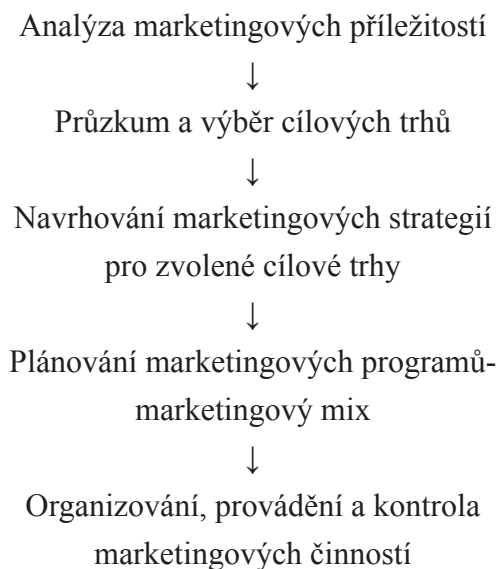 Analýza marketingových příležitostí
↓
Průzkum a výběr cílových trhů
↓
Navrhování marketingových strategií
pro zvolené cílové trhy
↓
Plánování marketingových programů-
marketingový mix
↓
Organizování, provádění a kontrola
marketingových činností